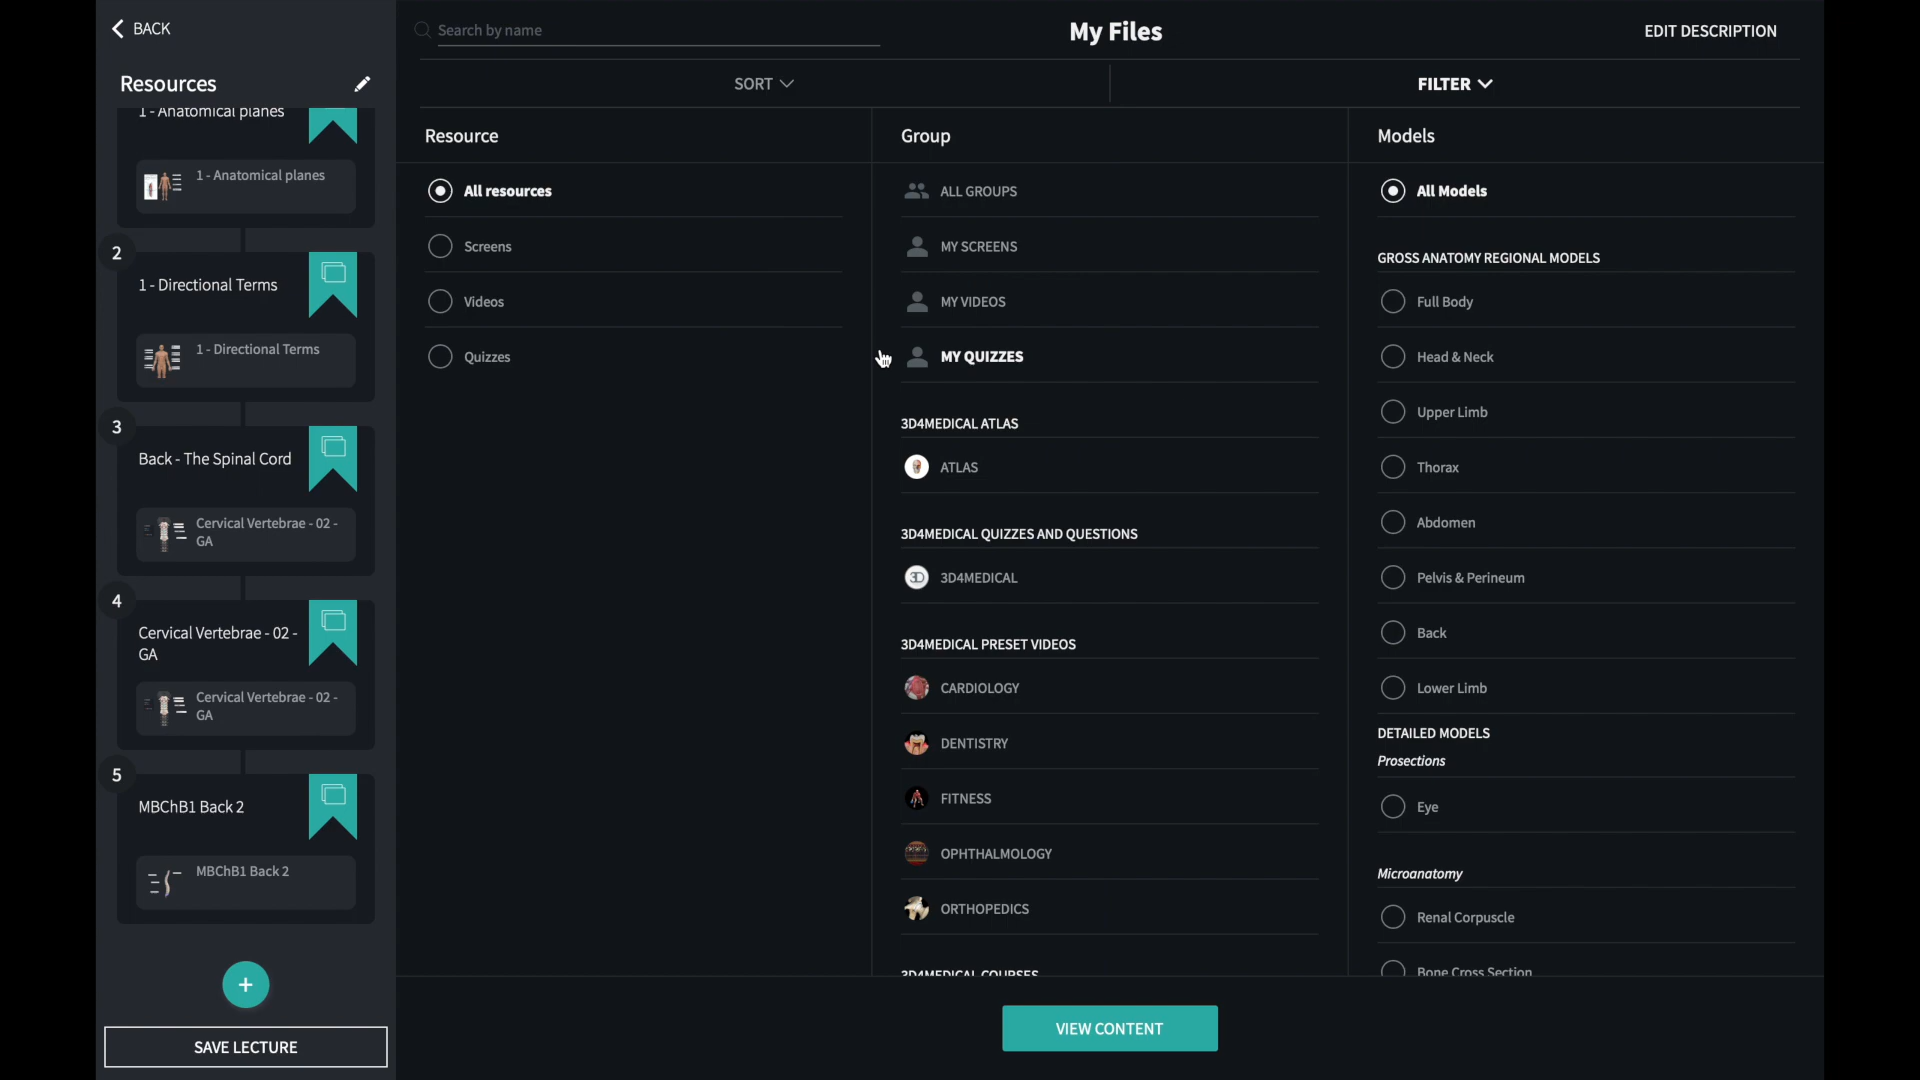 BACK
Resources
1 - Anatomical planes
1 - Anatomical planes
2
1 - Directional Terms
1 - Directional Terms
3
Back - The Spinal Cord
Cervical Vertebrae - 02 -
GA
4
Cervical Vertebrae - 02 -
GA
Cervical Vertebrae - 02 -
GA
5
MBChB1 Back 2
MBChB1 Back 2
+
SAVE LECTURE
Search by name
My Files
EDIT DESCRIPTION
SORT
FILTER
Resource
All resources
Screens
Videos
Quizzes
Group
ALL GROUPS
MY SCREENS
MY VIDEOS
MY QUIZZES
3D4MEDICAL ATLAS
ATLAS
3D4MEDICAL QUIZZES AND QUESTIONS
3D
3D4MEDICAL
3D4MEDICAL PRESET VIDEOS
CARDIOLOGY
DENTISTRY
FITNESS
OPHTHALMOLOGY
ORTHOPEDICS
3D4MEDICAL COURSES
Models
All Models
GROSS ANATOMY REGIONAL MODELS
Full Body
Head & Neck
Upper Limb
Thorax
Abdomen
Pelvis & Perineum
Back
Lower Limb
DETAILED MODELS
Prosections
Eye
Microanatomy
Renal Corpuscle
Bone Cross Section
VIEW CONTENT